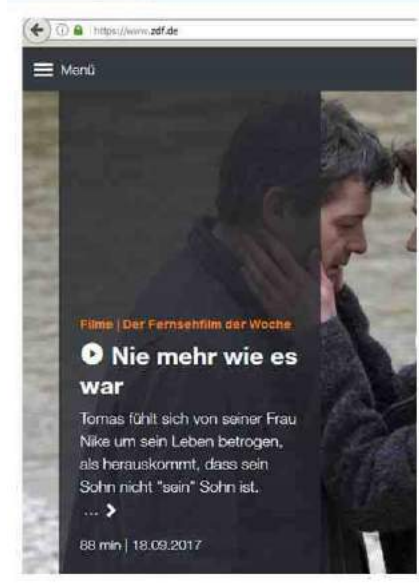 https://www.zdf.de
Menü
Filme | Der Fernsehfilm der Woche
Nie mehr wie es
war
Tomas fühlt sich von seiner Frau
Nike um sein Leben betrogen,
als herauskommt, dass sein
Sohn nicht "sein" Sohn ist.
...
88 min | 18.09.2017